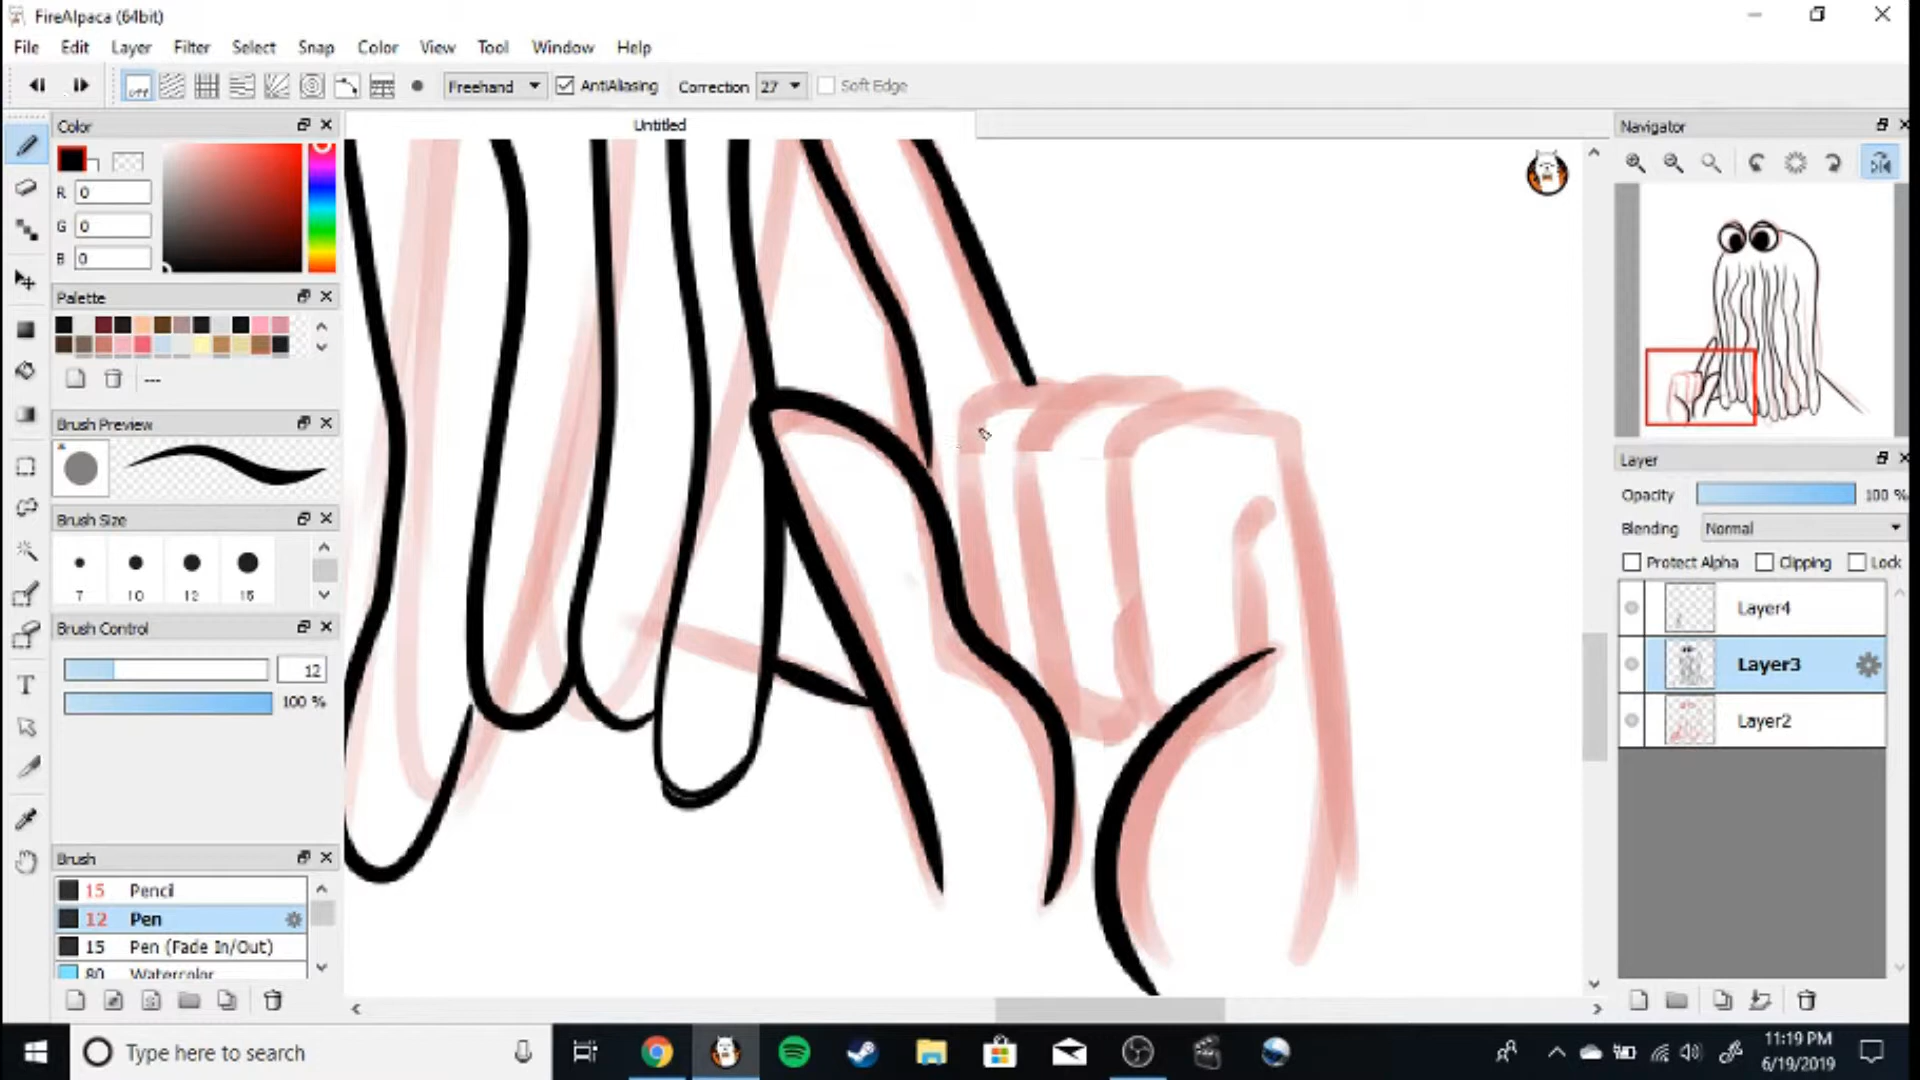 FireAlpaca (64bit)
File Edit Layer Filter Select Snap Color View Tool Window Help
OFF Freehand AntiAliasing Correction 27 Soft Edge
Color
Untitled
Navigator
R 0
G 0
B 0
Palette
---
Brush Preview
Layer
Opacity 100 %
Brush Size
Blending Normal
Protect Alpha Clipping Lock
7 10 12 15
Layer4
Brush Control
12
Layer3
100 %
Layer2
Brush
15 Pencil
12 Pen
15 Pen (Fade In/Out)
80 Watercolor
Type here to search
11:19 PM
6/19/2019